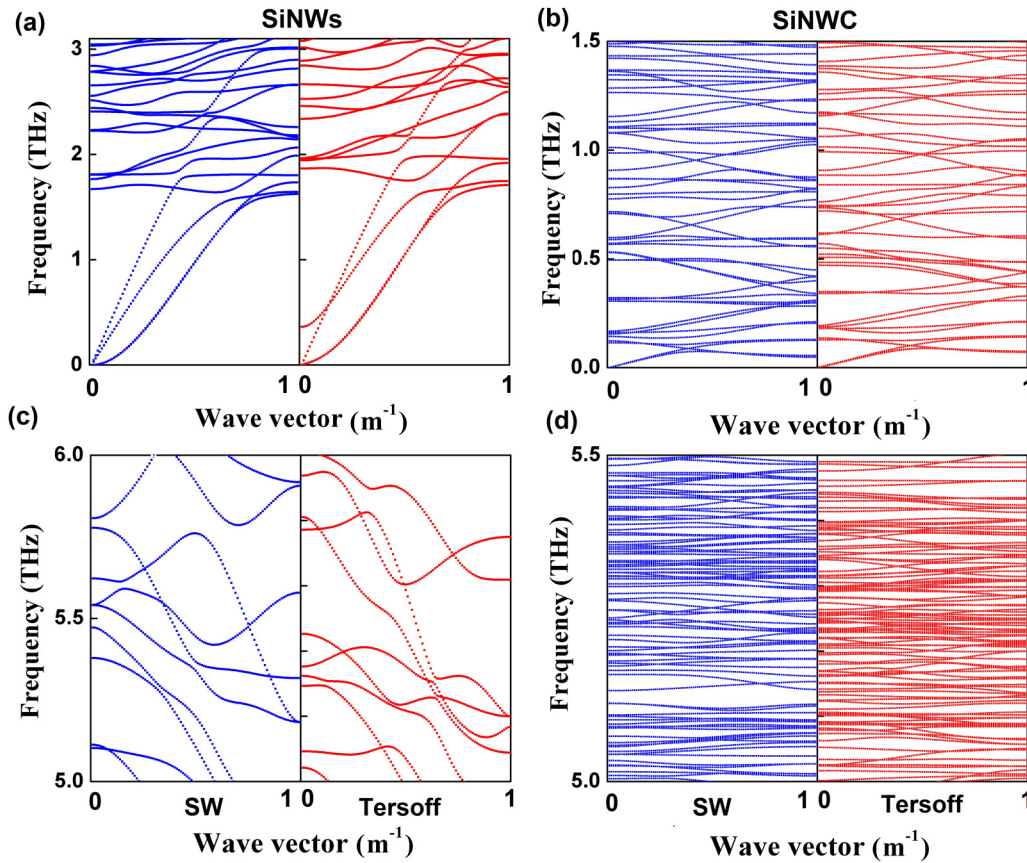 SiNWs
SiNWC
(a)
(b)
Frequency (THz)
3
2
1
0
0
1
0
1
Wave vector (m⁻¹)
Frequency (THz)
1.5
1.0
0.5
0.0
0
1
0
1
Wave vector (m⁻¹)
(c)
(d)
Frequency (THz)
6.0
5.5
5.0
0
SW
1
0
Tersoff
1
Wave vector (m⁻¹)
Frequency (THz)
5.5
5.0
0
SW
1
0
Tersoff
1
Wave vector (m⁻¹)